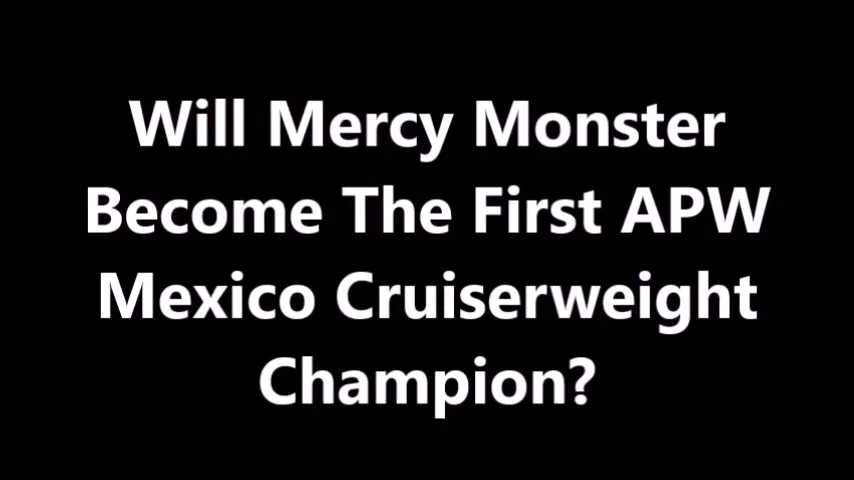 Will Mercy Monster
Become The First APW
Mexico Cruiserweight
Champion?